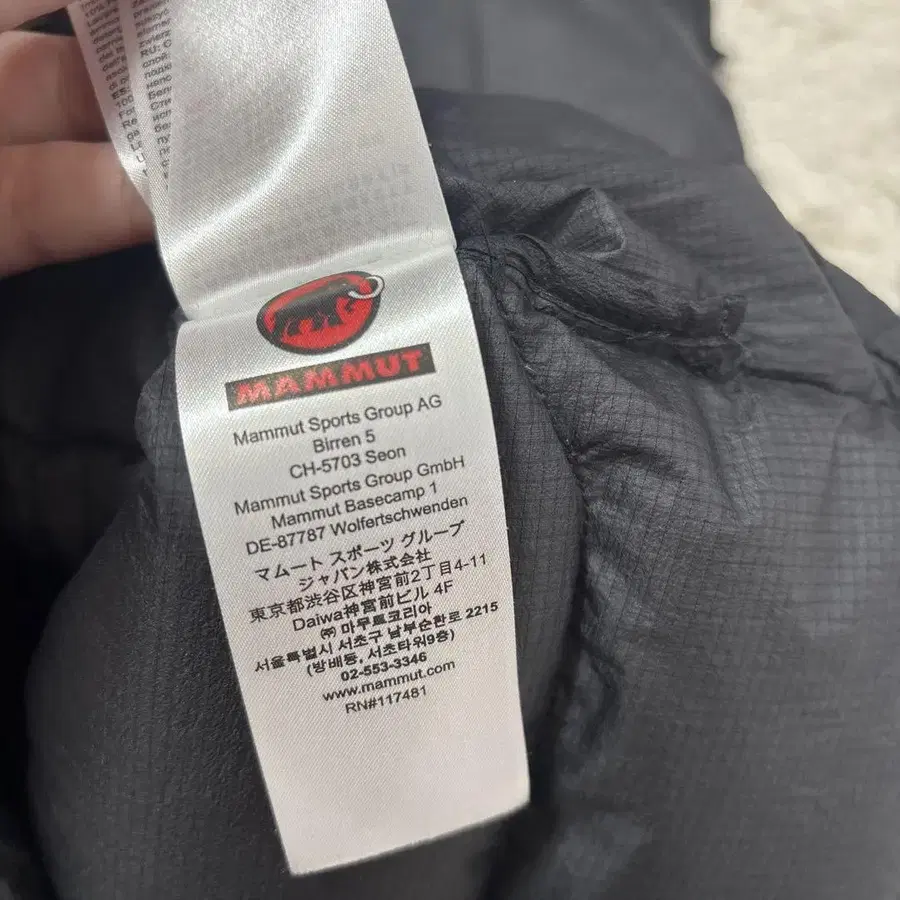 MAMMUT
Mammut Sports Group AG
Birren 5
CH-5703 Seon
Mammut Sports Group GmbH
Mammut Basecamp 1
DE-87787 Wolfertschwenden
マムート スポーツ グループ
ジャパン株式会社
東京都渋谷区神宮前2丁目4-11
Daiwa神宮前ビル 4F
㈜ 마무트코리아
서울특별시 서초구 남부순환로 2215
(방배동, 서초타워9층)
02-553-3346
www.mammut.com
RN#117481